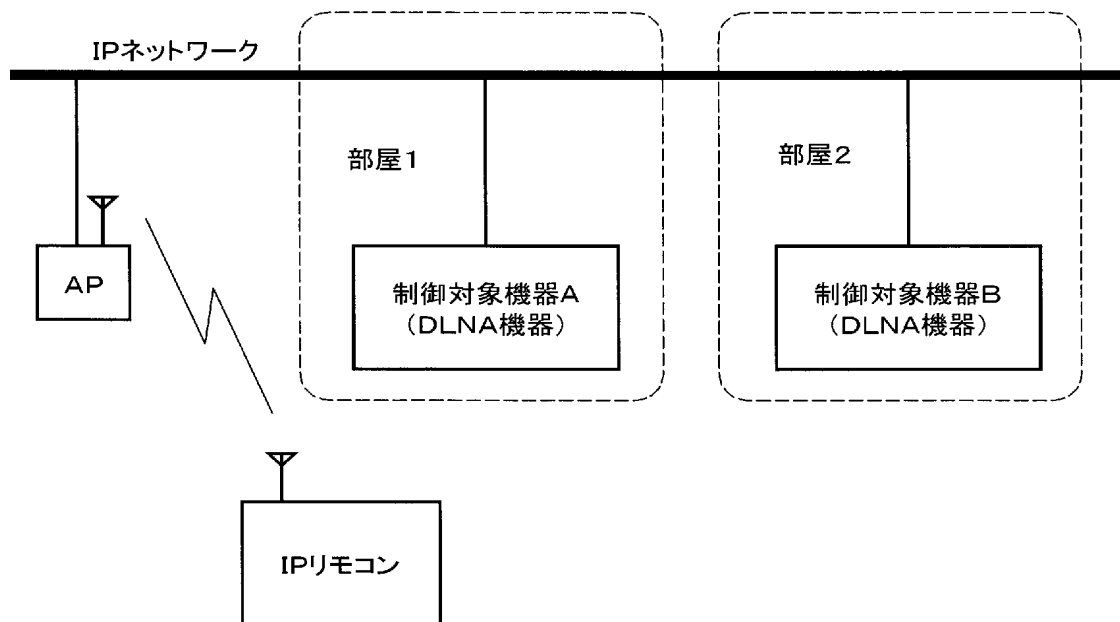 IPネットワーク
部屋1
部屋2
AP
制御対象機器A
(DLNA機器)
制御対象機器B
(DLNA機器)
IPリモコン